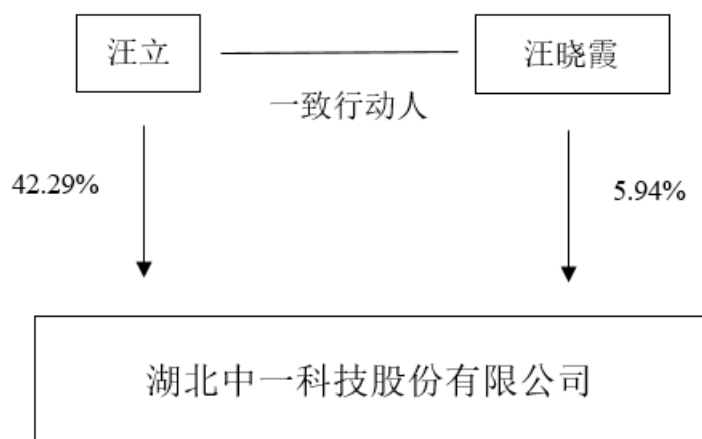 汪立
汪晓霞
一致行动人
42.29%
5.94%
湖北中一科技股份有限公司